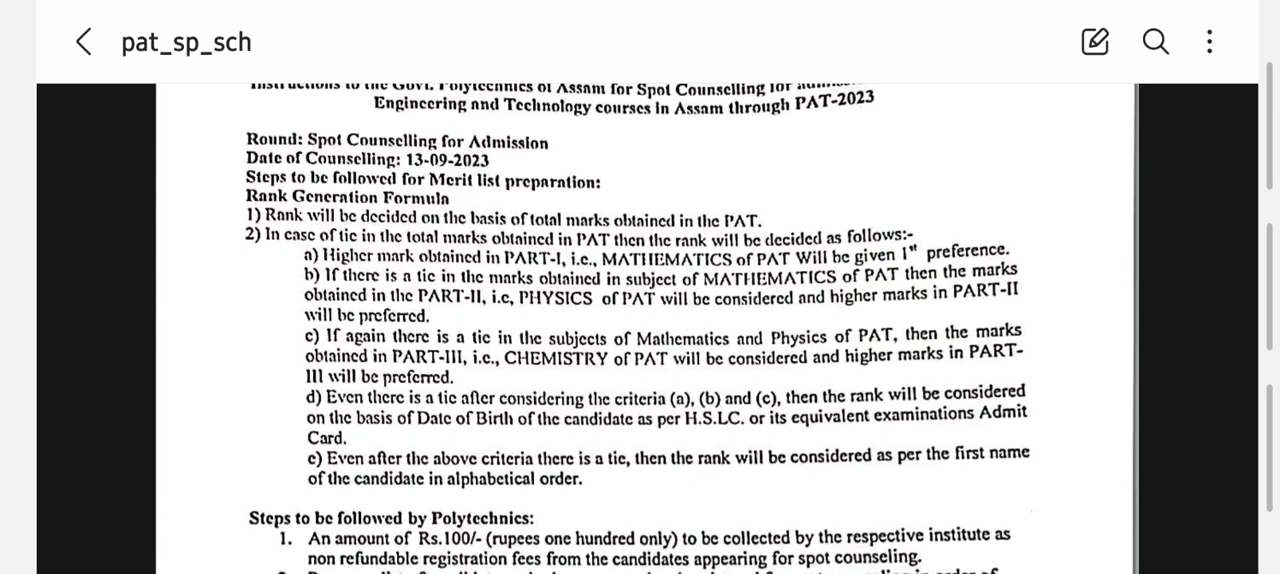 pat_sp_sch
Instructions to the Govt. Polytechnics of Assam for Spot Counselling for
Engineering and Technology courses in Assam through PAT-2023
Round: Spot Counselling for Admission
Date of Counselling: 13-09-2023
Steps to be followed for Merit list preparation:
Rank Generation Formula
1) Rank will be decided on the basis of total marks obtained in the PAT.
2) In case of tie in the total marks obtained in PAT then the rank will be decided as follows:-
a) Higher mark obtained in PART-I, i.e., MATHEMATICS of PAT Will be given 1st preference.
b) If there is a tie in the marks obtained in subject of MATHEMATICS of PAT then the marks
obtained in the PART-II, i.e, PHYSICS of PAT will be considered and higher marks in PART-II
will be preferred.
c) If again there is a tie in the subjects of Mathematics and Physics of PAT, then the marks
obtained in PART-III, i.e., CHEMISTRY of PAT will be considered and higher marks in PART-
III will be preferred.
d) Even there is a tie after considering the criteria (a), (b) and (c), then the rank will be considered
on the basis of Date of Birth of the candidate as per H.S.LC. or its equivalent examinations Admit
Card.
e) Even after the above criteria there is a tie, then the rank will be considered as per the first name
of the candidate in alphabetical order.
Steps to be followed by Polytechnics:
1. An amount of Rs.100/- (rupees one hundred only) to be collected by the respective institute as
non refundable registration fees from the candidates appearing for spot counseling.